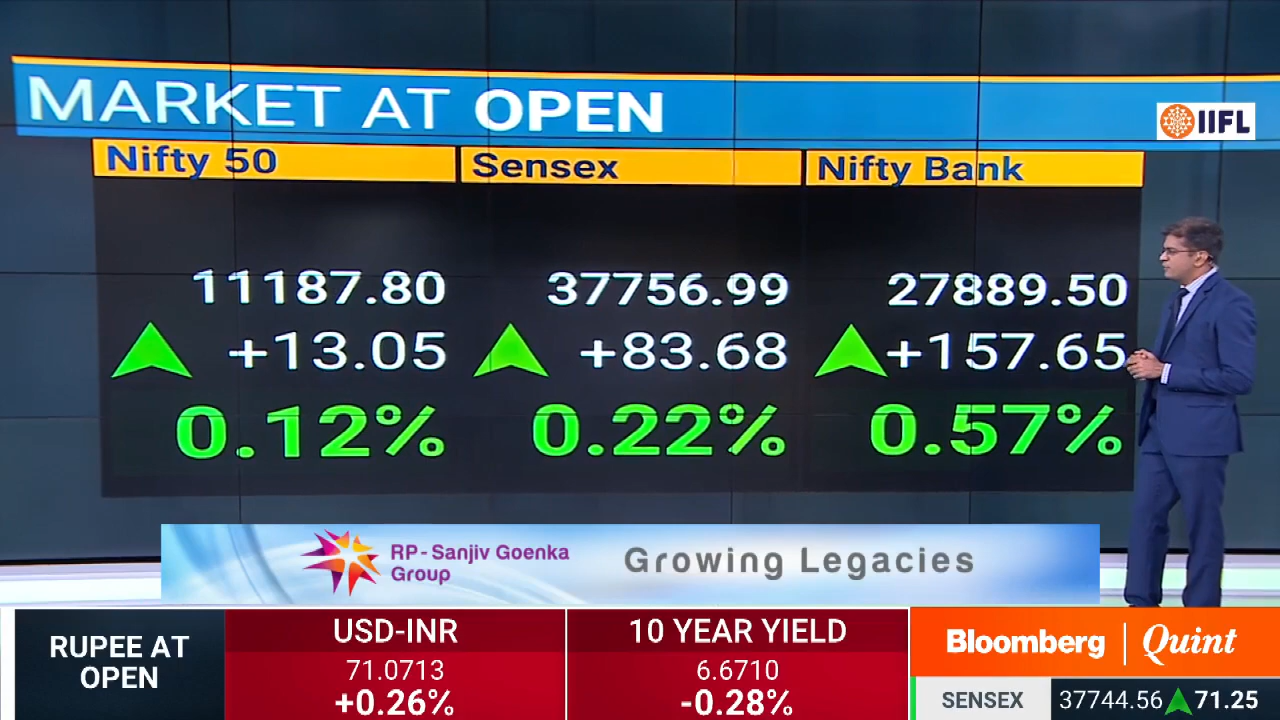 MARKET AT OPEN
IIFL
Nifty 50
Sensex
Nifty Bank
11187.80
37756.99
27889.50
+13.05
+83.68
+157.65
0.12%
0.22%
0.57%
RP-Sanjiv Goenka
Group
Growing Legacies
RUPEE AT
OPEN
USD-INR
71.0713
+0.26%
10 YEAR YIELD
6.6710
-0.28%
Bloomberg | Quint
SENSEX 37744.56 71.25